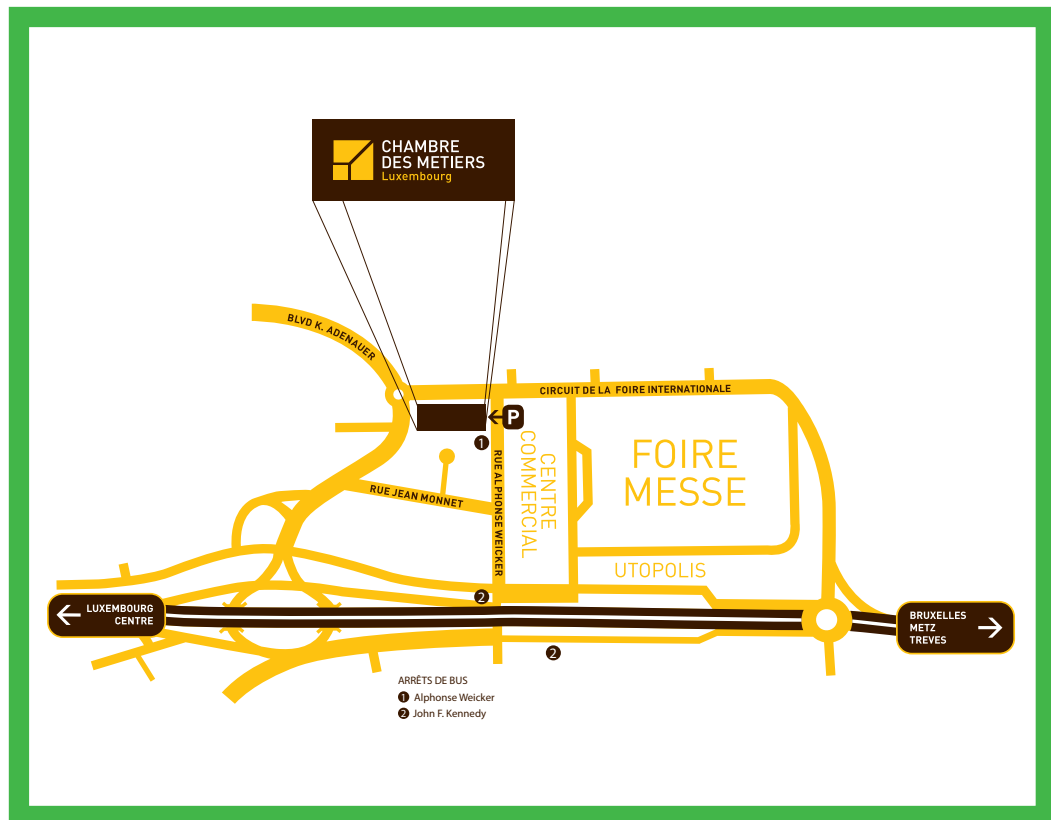 CHAMBRE
DES METIERS
Luxembourg
BLVD K. ADENAUER
CIRCUIT DE LA FOIRE INTERNATIONALE
P
1
RUE ALPHONSE WEICKER
CENTRE
COMMERCIAL
FOIRE
MESSE
RUE JEAN MONNET
UTOPOLIS
2
LUXEMBOURG
CENTRE
BRUXELLES
METZ
TREVES
2
ARRÊTS DE BUS
1 Alphonse Weicker
2 John F. Kennedy